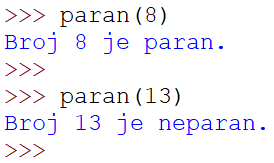 >>> paran(8)
Broj 8 je paran.
>>>
>>> paran(13)
Broj 13 je neparan.
>>>